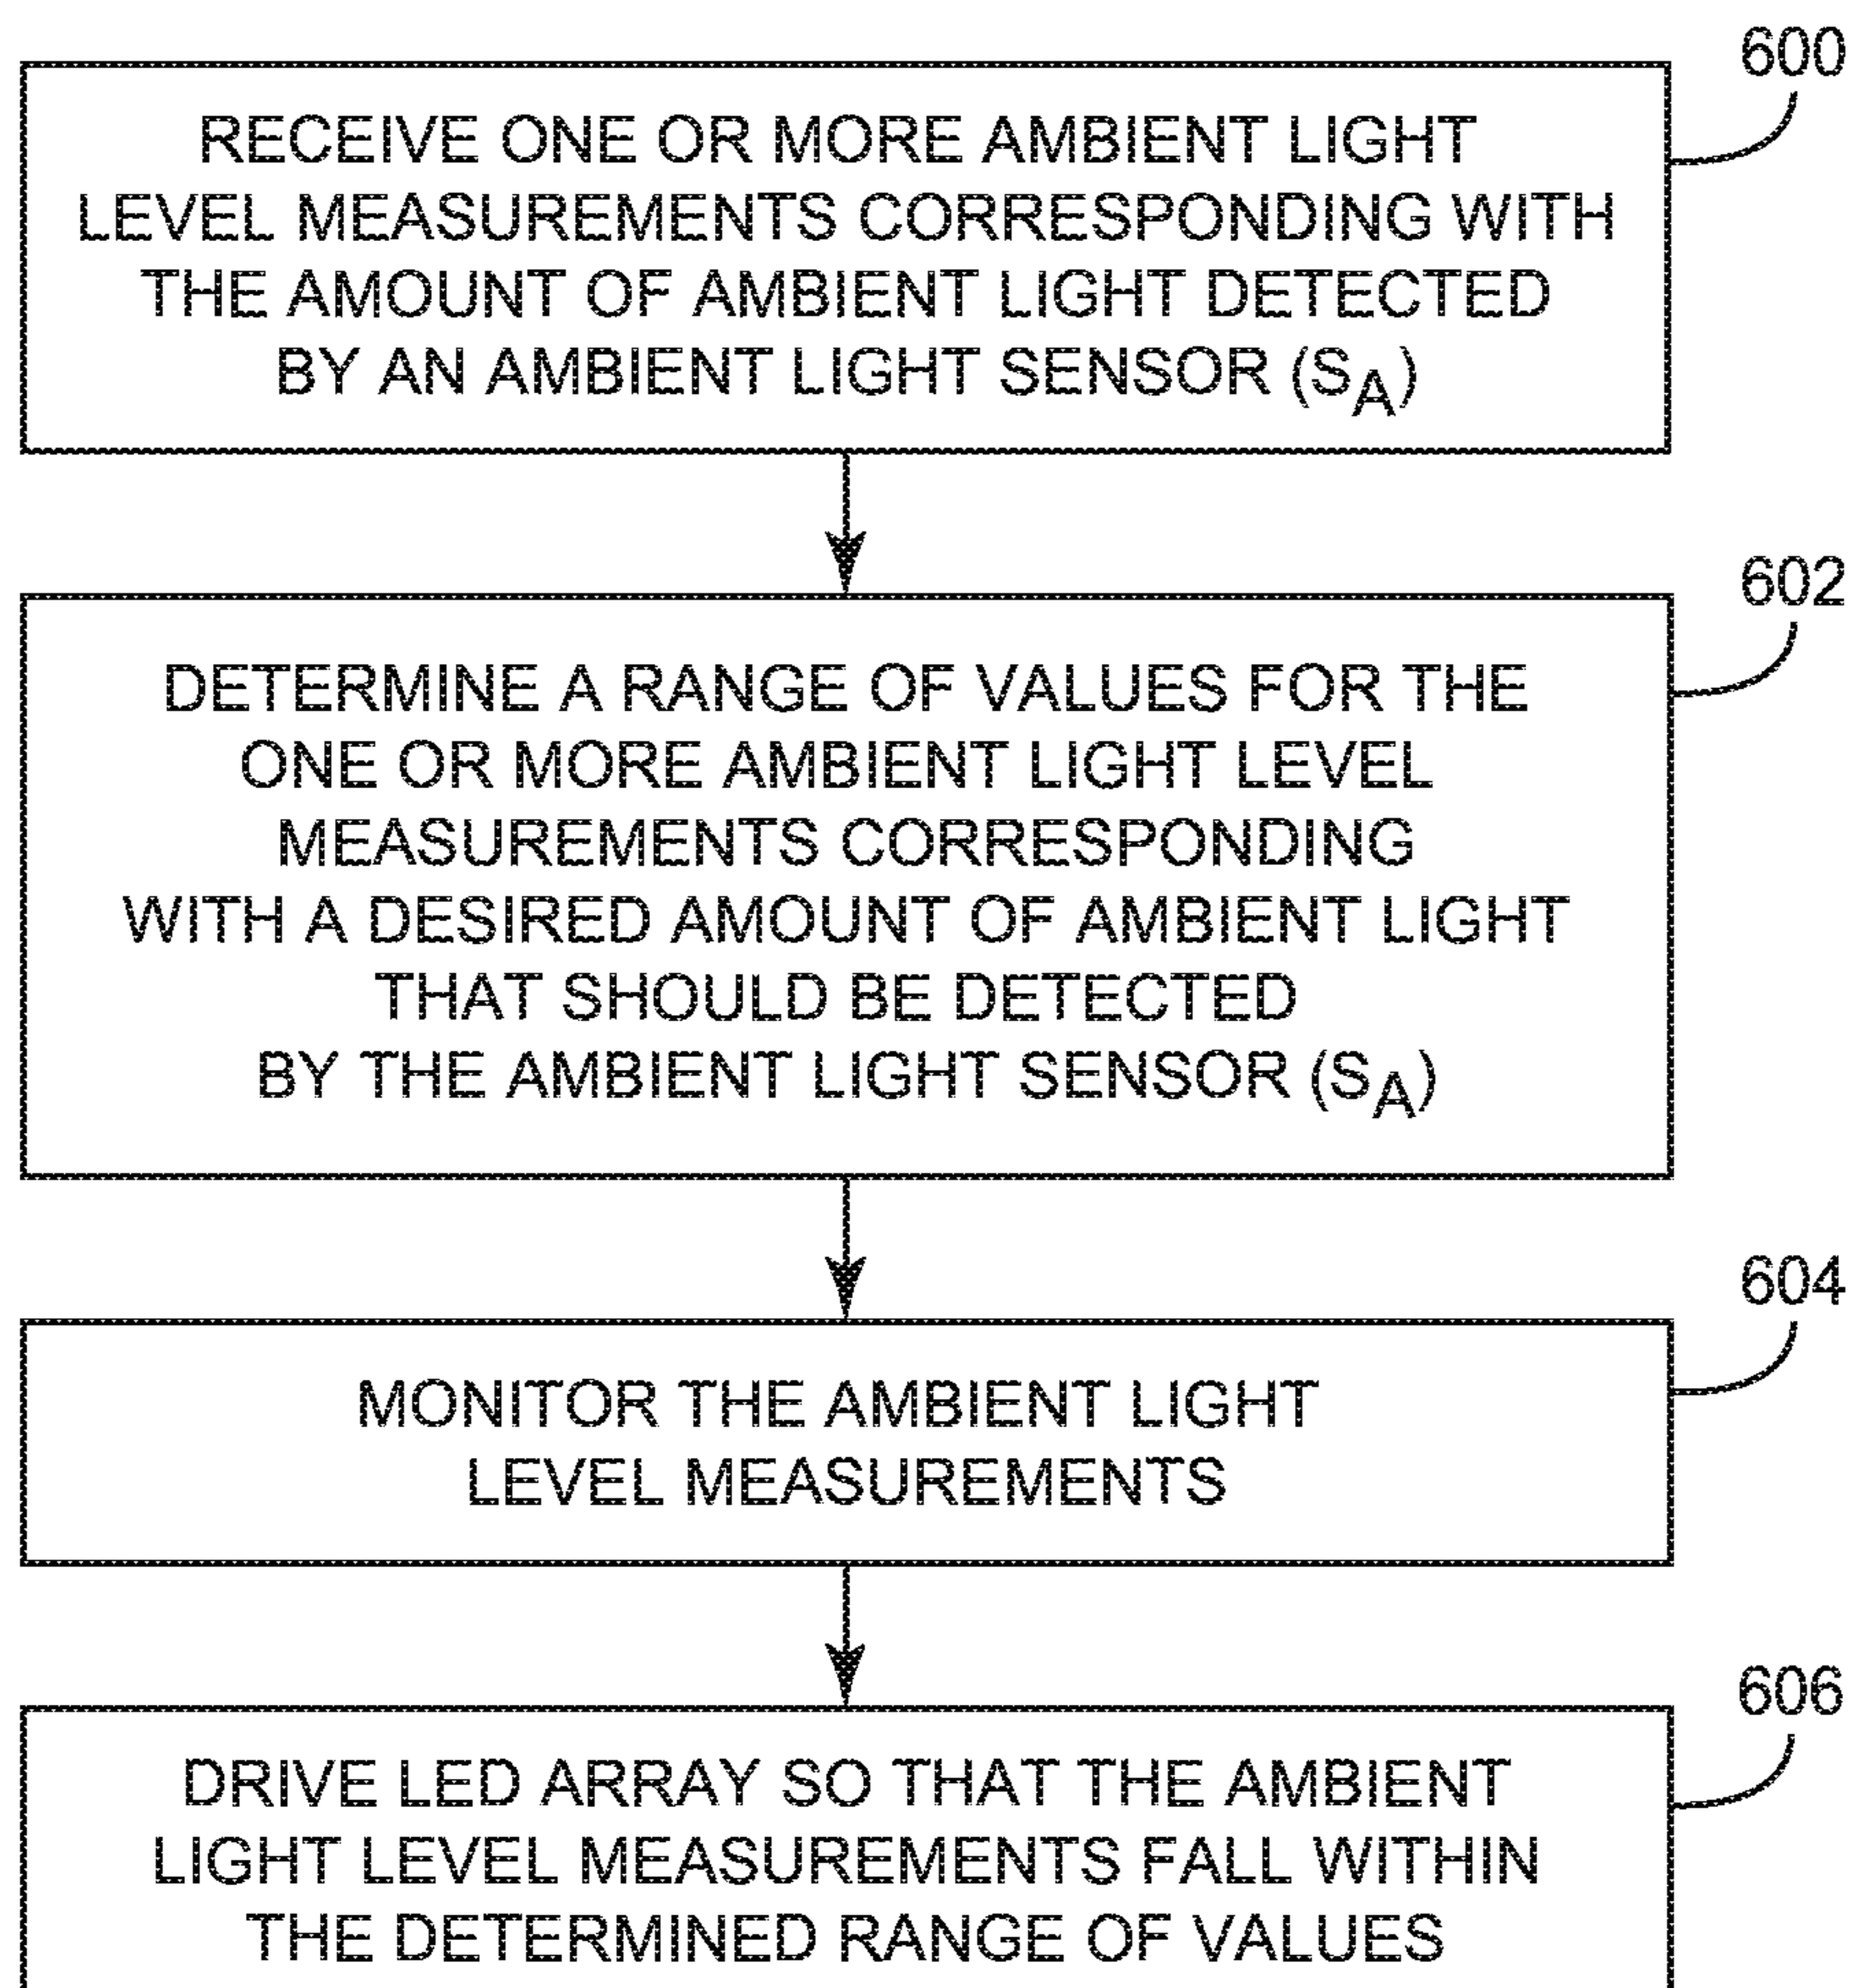 600
RECEIVE ONE OR MORE AMBIENT LIGHT
LEVEL MEASUREMENTS CORRESPONDING WITH
THE AMOUNT OF AMBIENT LIGHT DETECTED
BY AN AMBIENT LIGHT SENSOR (SA)
602
DETERMINE A RANGE OF VALUES FOR THE
ONE OR MORE AMBIENT LIGHT LEVEL
MEASUREMENTS CORRESPONDING
WITH A DESIRED AMOUNT OF AMBIENT LIGHT
THAT SHOULD BE DETECTED
BY THE AMBIENT LIGHT SENSOR (SA)
604
MONITOR THE AMBIENT LIGHT
LEVEL MEASUREMENTS
606
DRIVE LED ARRAY SO THAT THE AMBIENT
LIGHT LEVEL MEASUREMENTS FALL WITHIN
THE DETERMINED RANGE OF VALUES